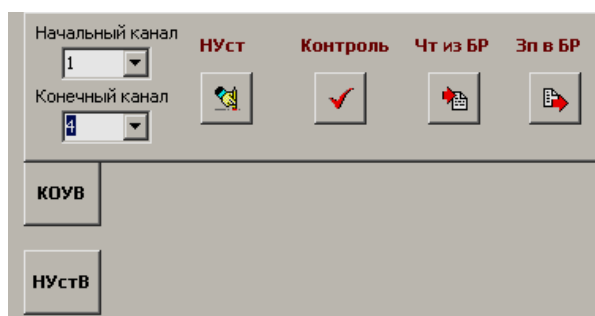 Начальный канал
1
НУст
Контроль
Чт из БР
Зп в БР
Конечный канал
4
КОУВ
НУстВ